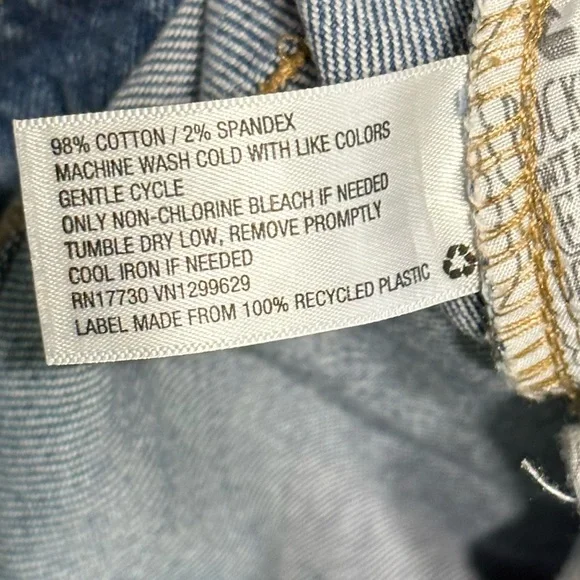 98% COTTON / 2% SPANDEX
MACHINE WASH COLD WITH LIKE COLORS
GENTLE CYCLE
ONLY NON-CHLORINE BLEACH IF NEEDED
TUMBLE DRY LOW, REMOVE PROMPTLY
COOL IRON IF NEEDED
RN17730 VN1299629
LABEL MADE FROM 100% RECYCLED PLASTIC